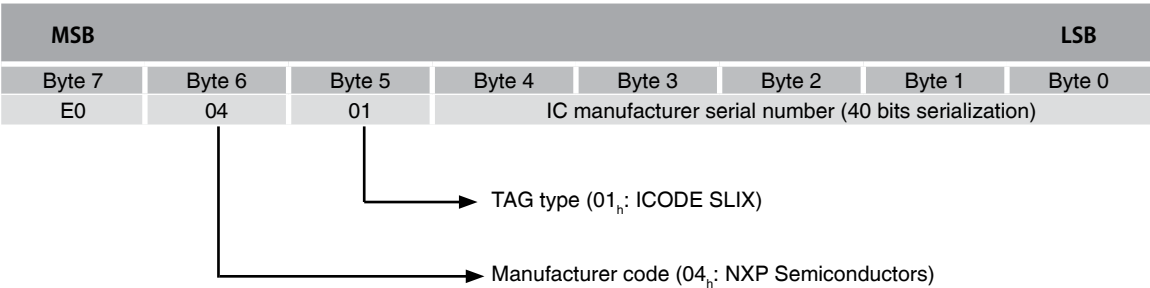 MSB LSB
Byte 7 Byte 6 Byte 5 Byte 4 Byte 3 Byte 2 Byte 1 Byte 0
E0 04 01 IC manufacturer serial number (40 bits serialization)
TAG type (01h: ICODE SLIX)
Manufacturer code (04h: NXP Semiconductors)